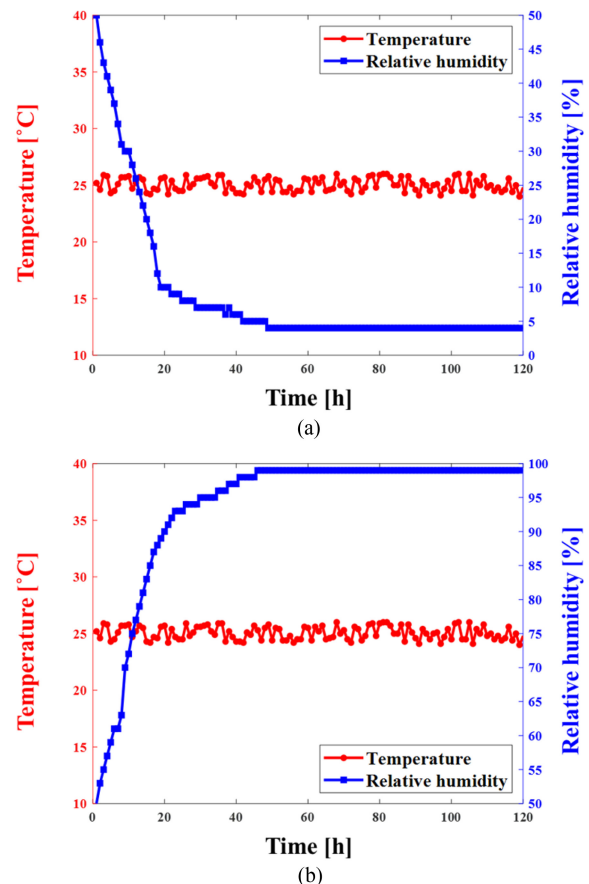 40
35
30
25
20
15
10
Temperature [°C]
Temperature
Relative humidity
50
45
40
35
30
25
20
15
10
5
0
Relative humidity [%]
0 20 40 60 80 100 120
Time [h]
(a)
40
35
30
25
20
15
10
Temperature [°C]
Temperature
Relative humidity
100
95
90
85
80
75
70
65
60
55
50
Relative humidity [%]
0 20 40 60 80 100 120
Time [h]
(b)